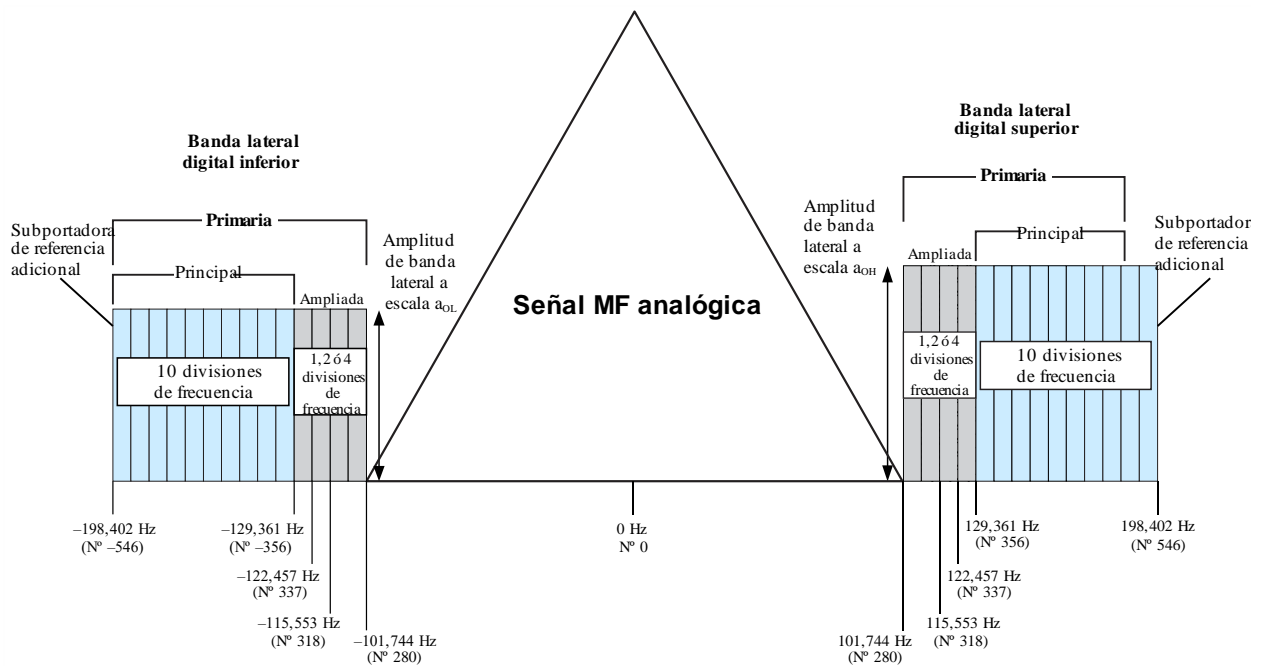 Banda lateral
digital superior
Banda lateral
digital inferior
Primaria
Primaria
Subportadora
de referencia
adicional
Principal
Ampliada
Amplitud
de banda
lateral a
escala aOL
Amplitud
de banda
lateral a
escala aOH
Ampliada
Principal
Subportador
de referencia
adicional
Señal MF analógica
10 divisiones
de frecuencia
1,2 ó 4
divisiones
de
frecuencia
1,2 ó 4
divisiones
de
frecuencia
10 divisiones
de frecuencia
–198,402 Hz
(Nº –546)
–129,361 Hz
(Nº –356)
0 Hz
Nº 0
129,361 Hz
(Nº 356)
198,402 Hz
(Nº 546)
–122,457 Hz
(Nº 337)
122,457 Hz
(Nº 337)
–115,553 Hz
(Nº 318)
–101,744 Hz
(Nº 280)
101,744 Hz
(Nº 280)
115,553 Hz
(Nº 318)